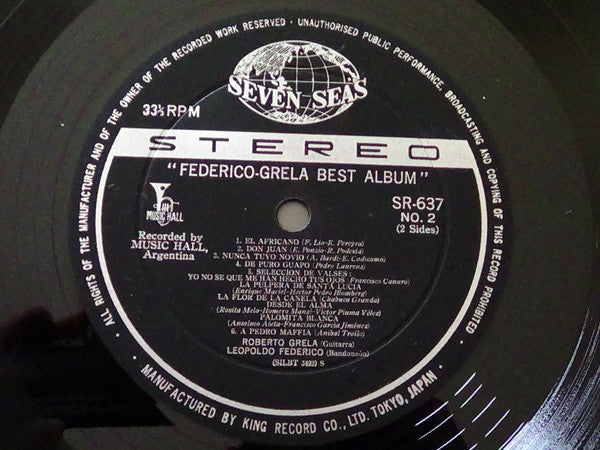 ALL RIGHTS OF THE MANUFACTURER AND OF THE OWNER OF THE RECORDED WORK RESERVED · UNAUTHORISED PUBLIC PERFORMANCE, BROADCASTING AND COPYING OF THIS RECORD PROHIBITED.
SEVEN SEAS
33⅓RPM
STEREO
"FEDERICO-GRELA BEST ALBUM"
MUSIC HALL
SR-637
NO. 2
(2 Sides)
Recorded by
MUSIC HALL,
Argentina
1. EL AFRICANO (F. Lio-E. Pereyra)
2. DON JUAN (E. Ponzio-R. Podestá)
3. NUNCA TUVO NOVIO (A. Bardi-E. Cadicamo)
4. DE PURO GUAPO (Pedro Laurenz)
5. SELECCION DE VALSES:
YO NO SE QUE ME HAN HECHO TUS OJOS (Francisco Canaro)
LA PULPERA DE SANTA LUCIA
(Enrique Maciel-Hector Pedro Blomberg)
LA FLOR DE LA CANELA (Chabuca Granda)
DESDE EL ALMA
(Rosita Melo-Homero Manzi-Victor Piuma Vélez)
PALOMITA BLANCA
(Anselmo Aieta-Francisco Garcia Jiménez)
6. A PEDRO MAFFIA (Anibal Troilo)
ROBERTO GRELA (Guitarra)
LEOPOLDO FEDERICO (Bandoneón)
(SILBT 3492) S
MANUFACTURED BY KING RECORD CO., LTD. TOKYO, JAPAN